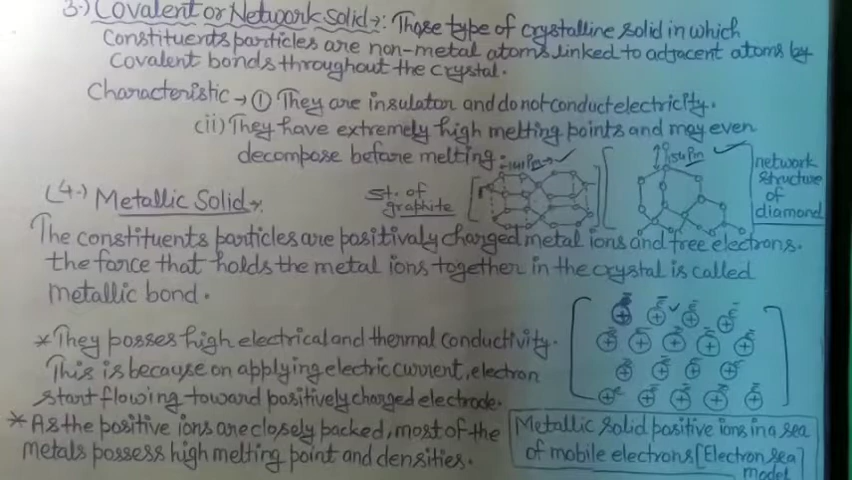 3.) Covalent or Network Solid →: Those type of crystalline solid in which
constituents particles are non-metal atoms linked to adjacent atoms by
covalent bonds throughout the crystal.
Characteristic → (i) They are insulator and do not conduct electricity.
(ii) They have extremely high melting points and may even
decompose before melting :-
141 Pm →
154 Pm
network
structure
of
diamond
st. of
graphite
(4.) Metallic Solid →:
The constituents particles are positivaly charged metal ions and free electrons.
the force that holds the metal ions together in the crystal is called
metallic bond.
* They posses high electrical and thermal conductivity.
This is because on applying electric current, electron
start flowing toward positively charged electrode.
* As the positive ions are closely packed, most of the
metals possess high melting point and densities.
Metallic solid positive ions in a sea
of mobile electrons [Electron sea]
model